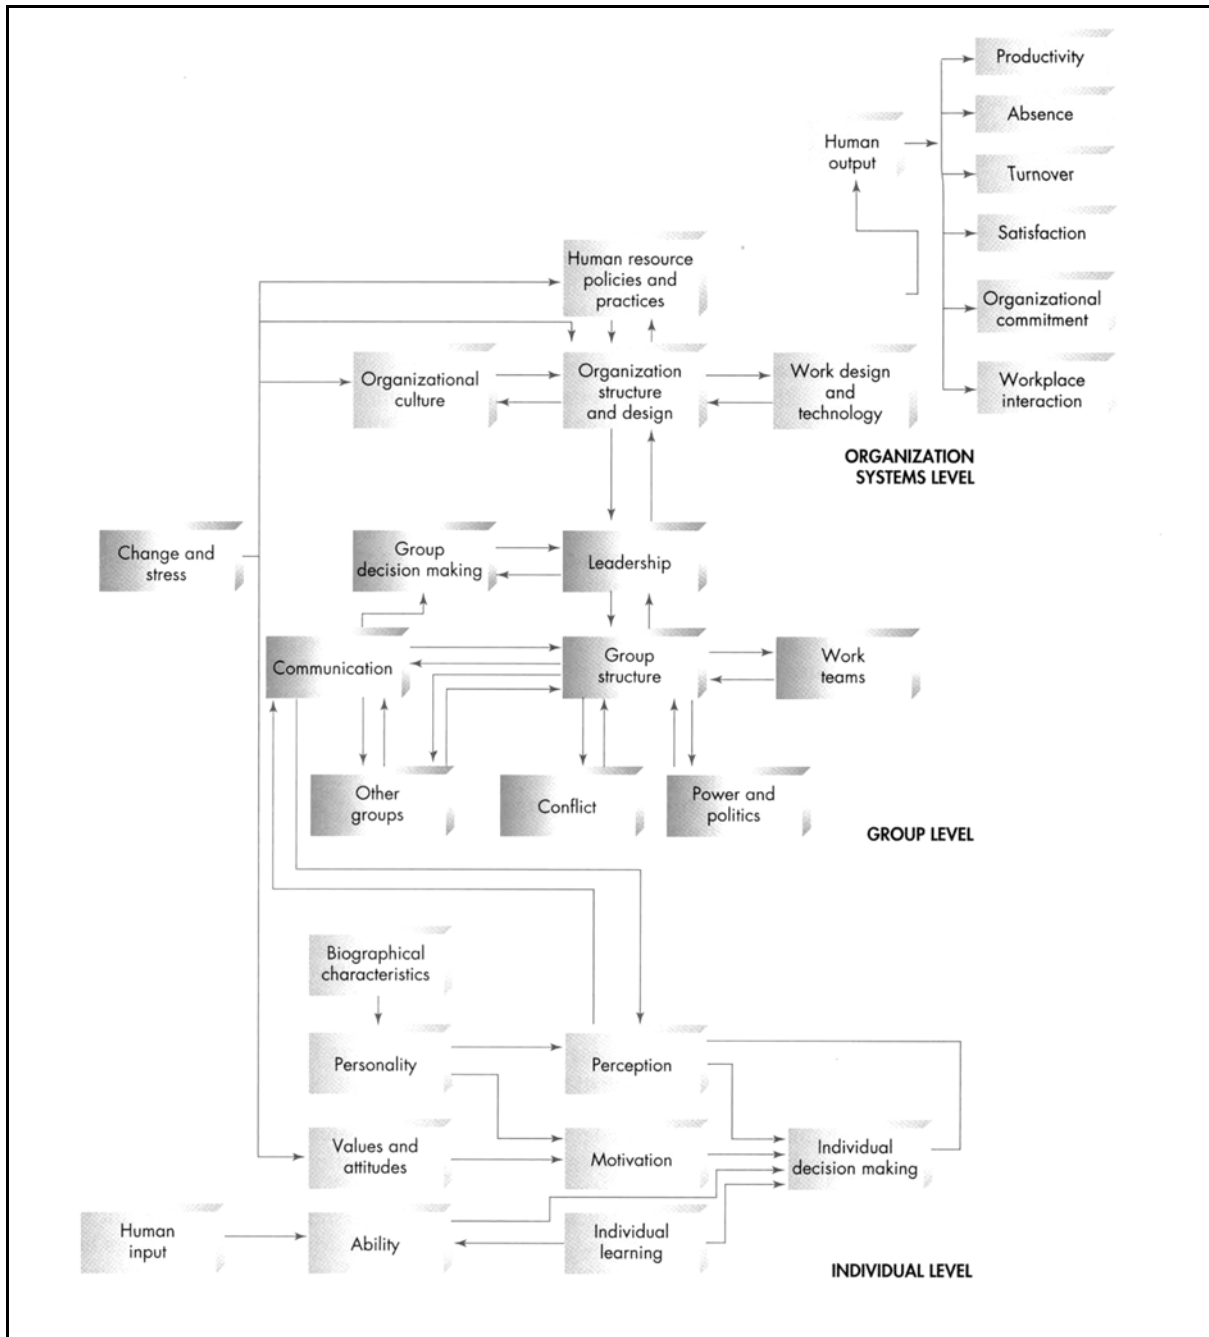 Productivity
Absence
Human
output
Turnover
Satisfaction
Human resource
policies and
practices
Organizational
commitment
Organizational
culture
Organization
structure
and design
Work design
and
technology
Workplace
interaction
ORGANIZATION
SYSTEMS LEVEL
Change and
stress
Group
decision making
Leadership
Communication
Group
structure
Work
teams
Other
groups
Conflict
Power and
politics
GROUP LEVEL
Biographical
characteristics
Personality
Perception
Values and
attitudes
Motivation
Individual
decision making
Human
input
Ability
Individual
learning
INDIVIDUAL LEVEL